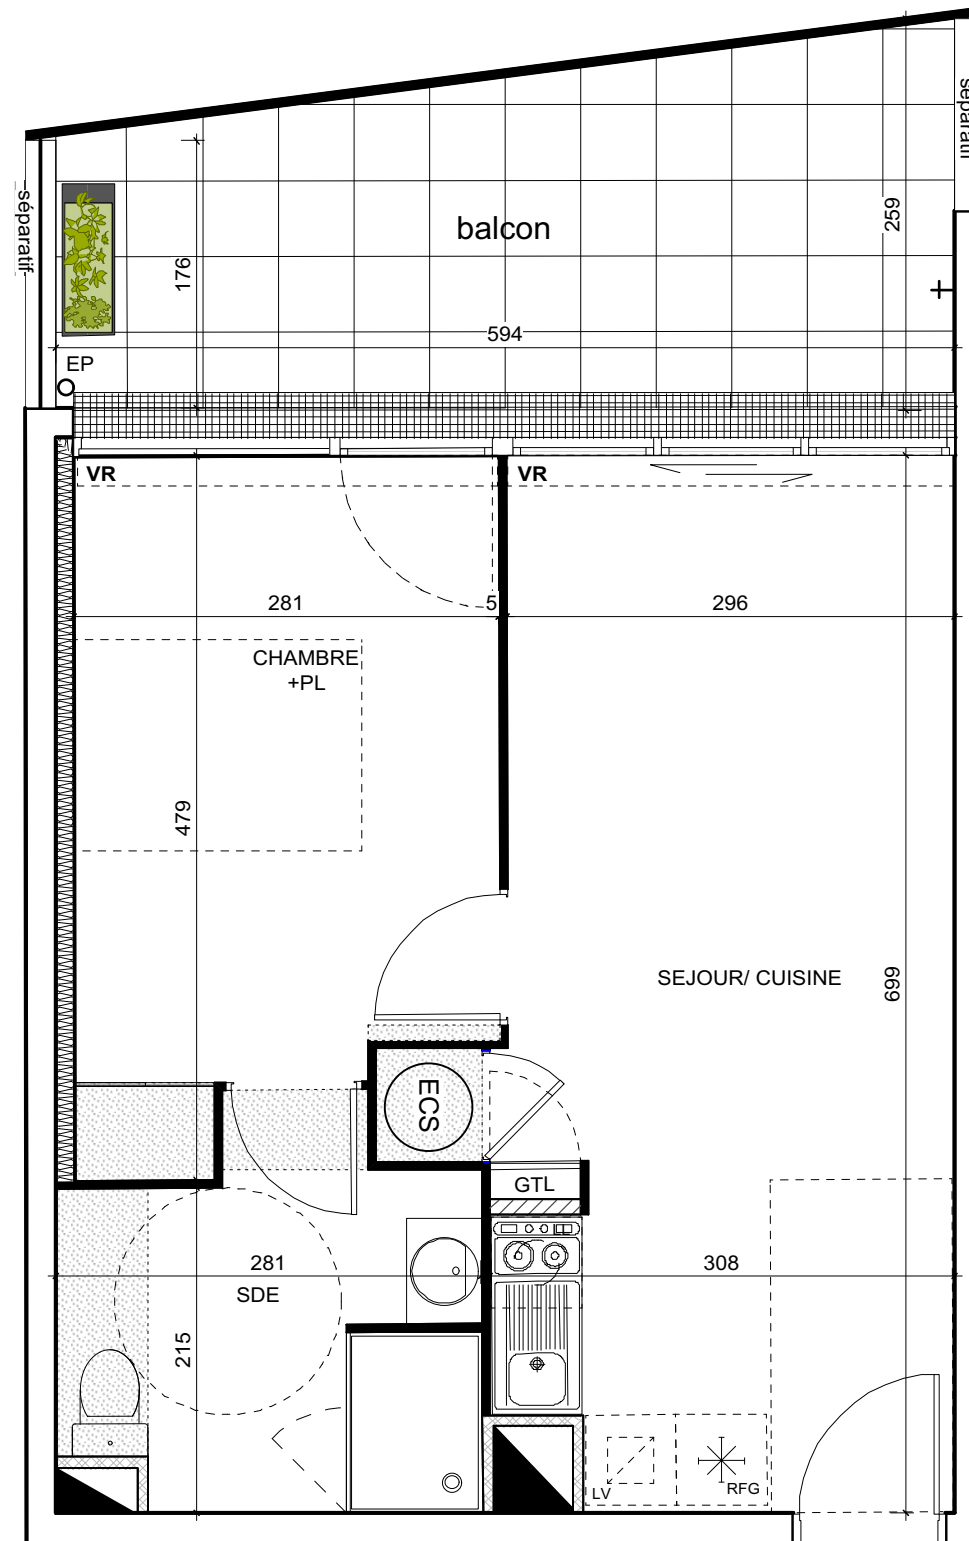 séparatif
séparatif
balcon
259
176
594
EP
VR
VR
281
5
296
CHAMBRE
+PL
479
SEJOUR/ CUISINE
699
ECS
GTL
281
308
SDE
215
LV
RFG